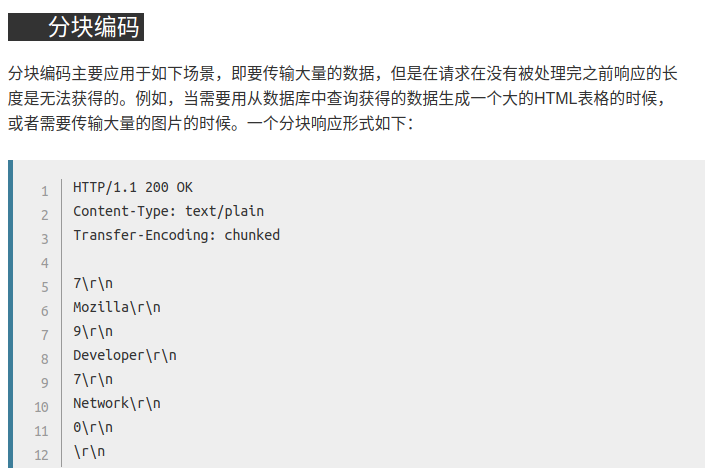 分块编码
分块编码主要应用于如下场景，即要传输大量的数据，但是在请求在没有被处理完之前响应的长
度是无法获得的。例如，当需要用从数据库中查询获得的数据生成一个大的HTML表格的时候，
或者需要传输大量的图片的时候。一个分块响应形式如下：
1 HTTP/1.1 200 OK
2 Content-Type: text/plain
3 Transfer-Encoding: chunked
4
5 7\r\n
6 Mozilla\r\n
7 9\r\n
8 Developer\r\n
9 7\r\n
10 Network\r\n
11 0\r\n
12 \r\n